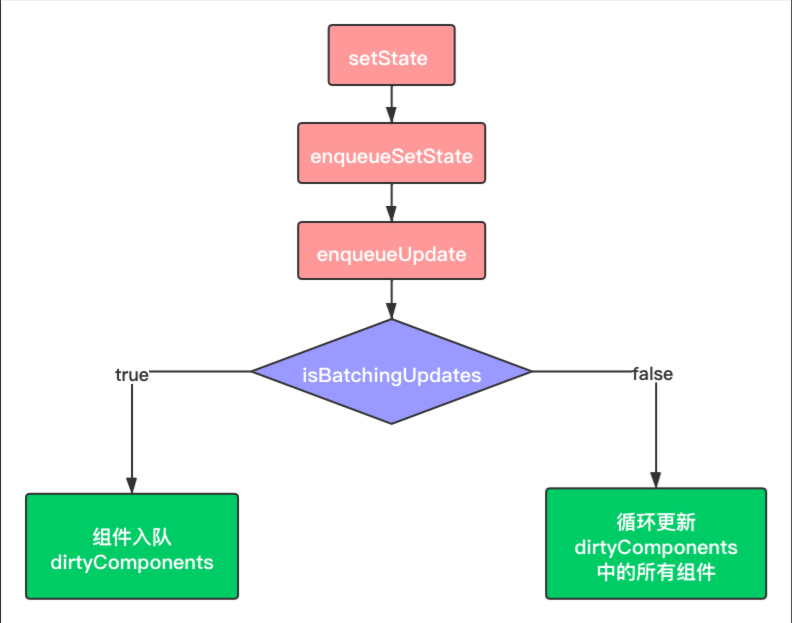 setState
enqueueSetState
enqueueUpdate
isBatchingUpdates
true
false
组件入队
dirtyComponents
循环更新
dirtyComponents
中的所有组件